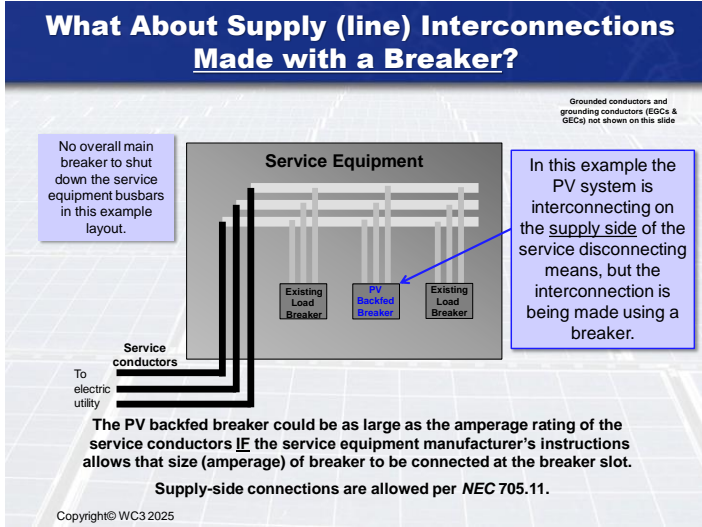 What About Supply (line) Interconnections
Made with a Breaker?
Grounded conductors and
grounding conductors (EGCs &
GECs) not shown on this slide
No overall main
breaker to shut
down the service
equipment busbars
in this example
layout.
Service Equipment
In this example the
PV system is
interconnecting on
the supply side of the
service disconnecting
means, but the
interconnection is
being made using a
breaker.
Existing
Load
Breaker
PV
Backfed
Breaker
Existing
Load
Breaker
Service
conductors
To
electric
utility
The PV backfed breaker could be as large as the amperage rating of the
service conductors IF the service equipment manufacturer's instructions
allows that size (amperage) of breaker to be connected at the breaker slot.
Supply-side connections are allowed per NEC 705.11.
Copyright© WC3 2025